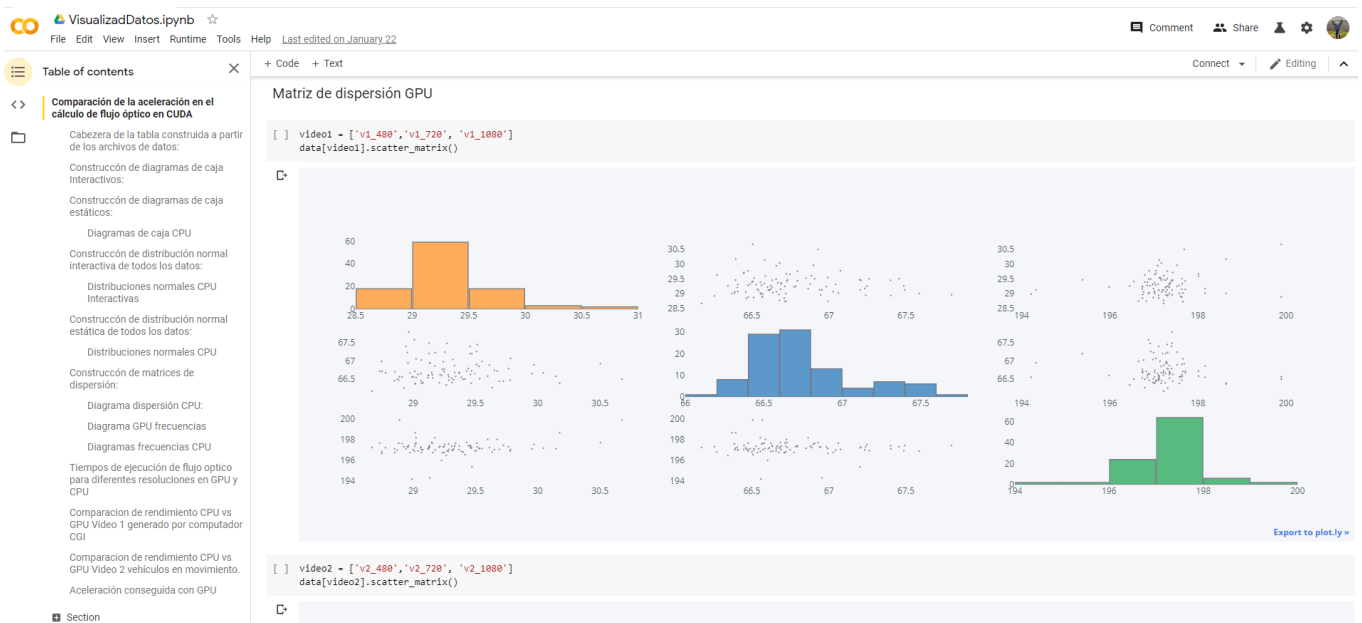 VisualizadDatos.ipynb
File Edit View Insert Runtime Tools Help Last edited on January 22
Comment Share
Table of contents
Comparación de la aceleración en el
cálculo de flujo óptico en CUDA
Cabezera de la tabla construida a partir
de los archivos de datos:
Construccón de diagramas de caja
Interactivos:
Construccón de diagramas de caja
estáticos:
Diagramas de caja CPU
Construccón de distribución normal
interactiva de todos los datos:
Distribuciones normales CPU
Interactivas
Construccón de distribución normal
estática de todos los datos:
Distribuciones normales CPU
Construccón de matrices de
dispersión:
Diagrama dispersión CPU:
Diagrama GPU frecuencias
Diagramas frecuencias CPU
Tiempos de ejecución de flujo optico
para diferentes resoluciones en GPU y
CPU
Comparacion de rendimiento CPU vs
GPU Video 1 generado por computador
CGI
Comparacion de rendimiento CPU vs
GPU Video 2 vehículos en movimiento.
Aceleración conseguida con GPU
Section
+ Code + Text
Connect Editing
Matriz de dispersión GPU
[ ] video1 = ['v1_480','v1_720', 'v1_1080']
data[video1].scatter_matrix()
60
40
20
0
28.5 29 29.5 30 30.5 31
30.5
30
29.5
29
28.5
66.5 67 67.5
30.5
30
29.5
29
28.5
194 196 198 200
67.5
67
66.5
29 29.5 30 30.5
30
20
10
0
66 66.5 67 67.5
67.5
67
66.5
194 196 198 200
200
198
196
194
29 29.5 30 30.5
200
198
196
194
66.5 67 67.5
60
40
20
0
194 196 198 200
Export to plot.ly »
[ ] video2 = ['v2_480','v2_720', 'v2_1080']
data[video2].scatter_matrix()